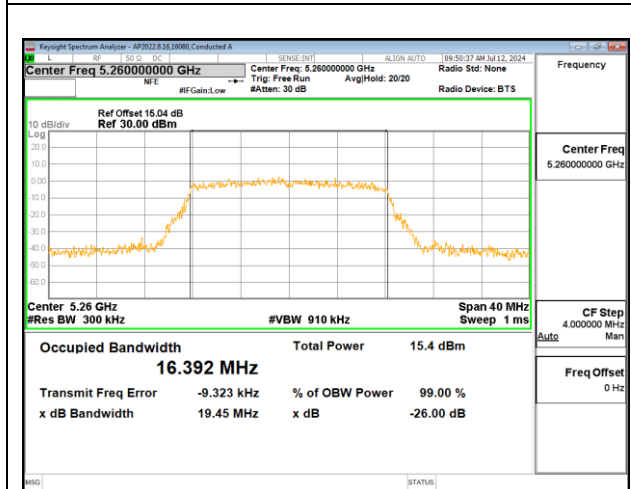 Keysight Spectrum Analyzer - AP2022.8.16,16080,Conducted A
L RF 50 Ω DC SENSE:INT ALIGN AUTO 09:50:37 AM Jul 12, 2024
Center Freq 5.260000000 GHz
NFE
#IFGain:Low
Center Freq: 5.260000000 GHz
Trig: Free Run Avg|Hold: 20/20
#Atten: 30 dB
Radio Std: None
Radio Device: BTS
Frequency
Ref Offset 15.04 dB
10 dB/div Ref 30.00 dBm
Log
20.0
10.0
0.00
-10.0
-20.0
-30.0
-40.0
-50.0
-60.0
Center 5.26 GHz Span 40 MHz
#Res BW 300 kHz #VBW 910 kHz Sweep 1 ms
Occupied Bandwidth Total Power 15.4 dBm
16.392 MHz
Transmit Freq Error -9.323 kHz % of OBW Power 99.00 %
x dB Bandwidth 19.45 MHz x dB -26.00 dB
Center Freq
5.260000000 GHz
CF Step
4.000000 MHz
Auto Man
Freq Offset
0 Hz
MSG STATUS